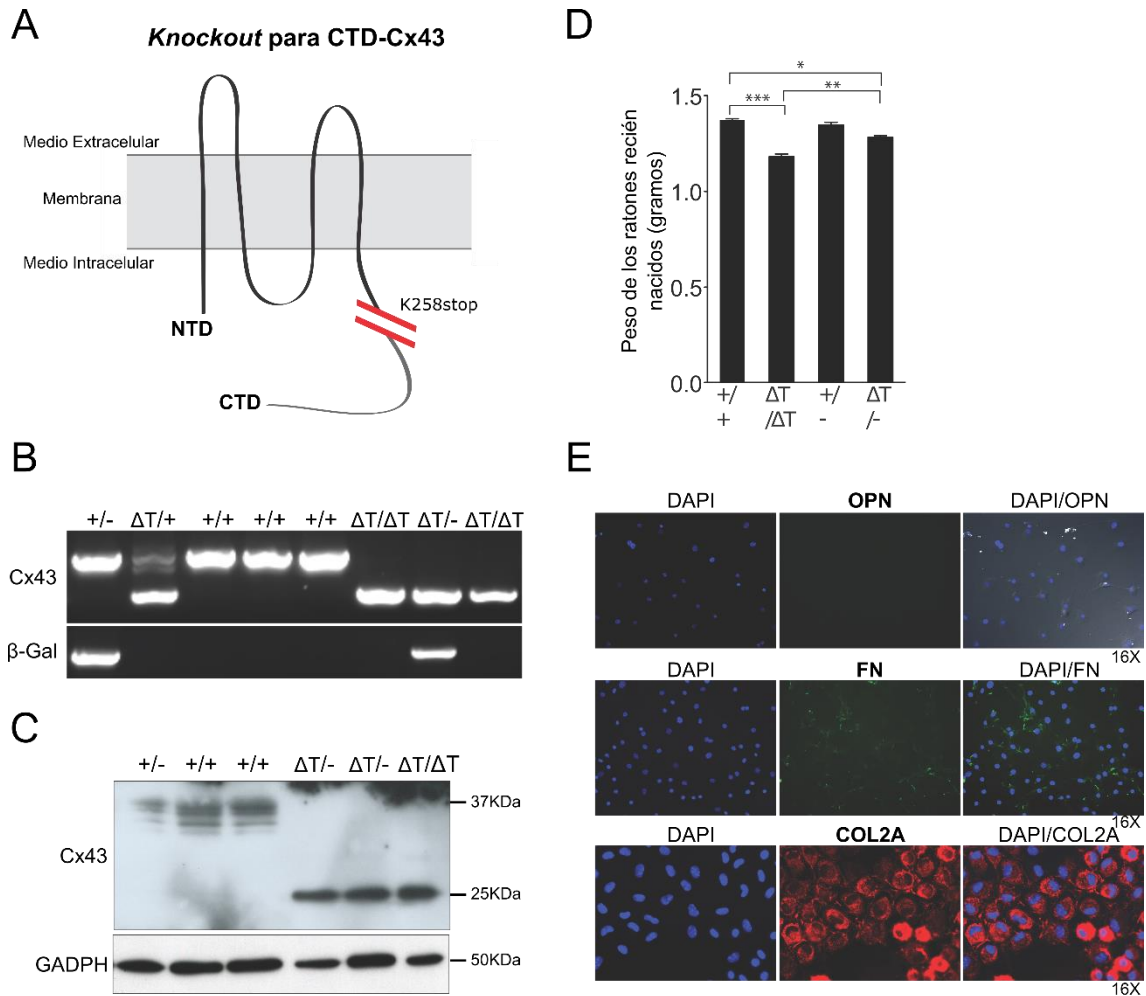 A
Knockout para CTD-Cx43
Medio Extracelular
Membrana
Medio Intracelular
K258stop
NTD
CTD
B
+/- ΔT/+ +/+ +/+ +/+ ΔT/ΔT ΔT/- ΔT/ΔT
Cx43
β-Gal
C
+/- +/+ +/+ ΔT/- ΔT/- ΔT/ΔT
37KDa
Cx43
25KDa
GADPH
50KDa
D
*
*** **
Peso de los ratones recién
nacidos (gramos)
1.5
1.0
0.5
0.0
+/ ΔT +/ ΔT
+ /ΔT - /-
E
DAPI OPN DAPI/OPN
16X
DAPI FN DAPI/FN
16X
DAPI COL2A DAPI/COL2A
16X